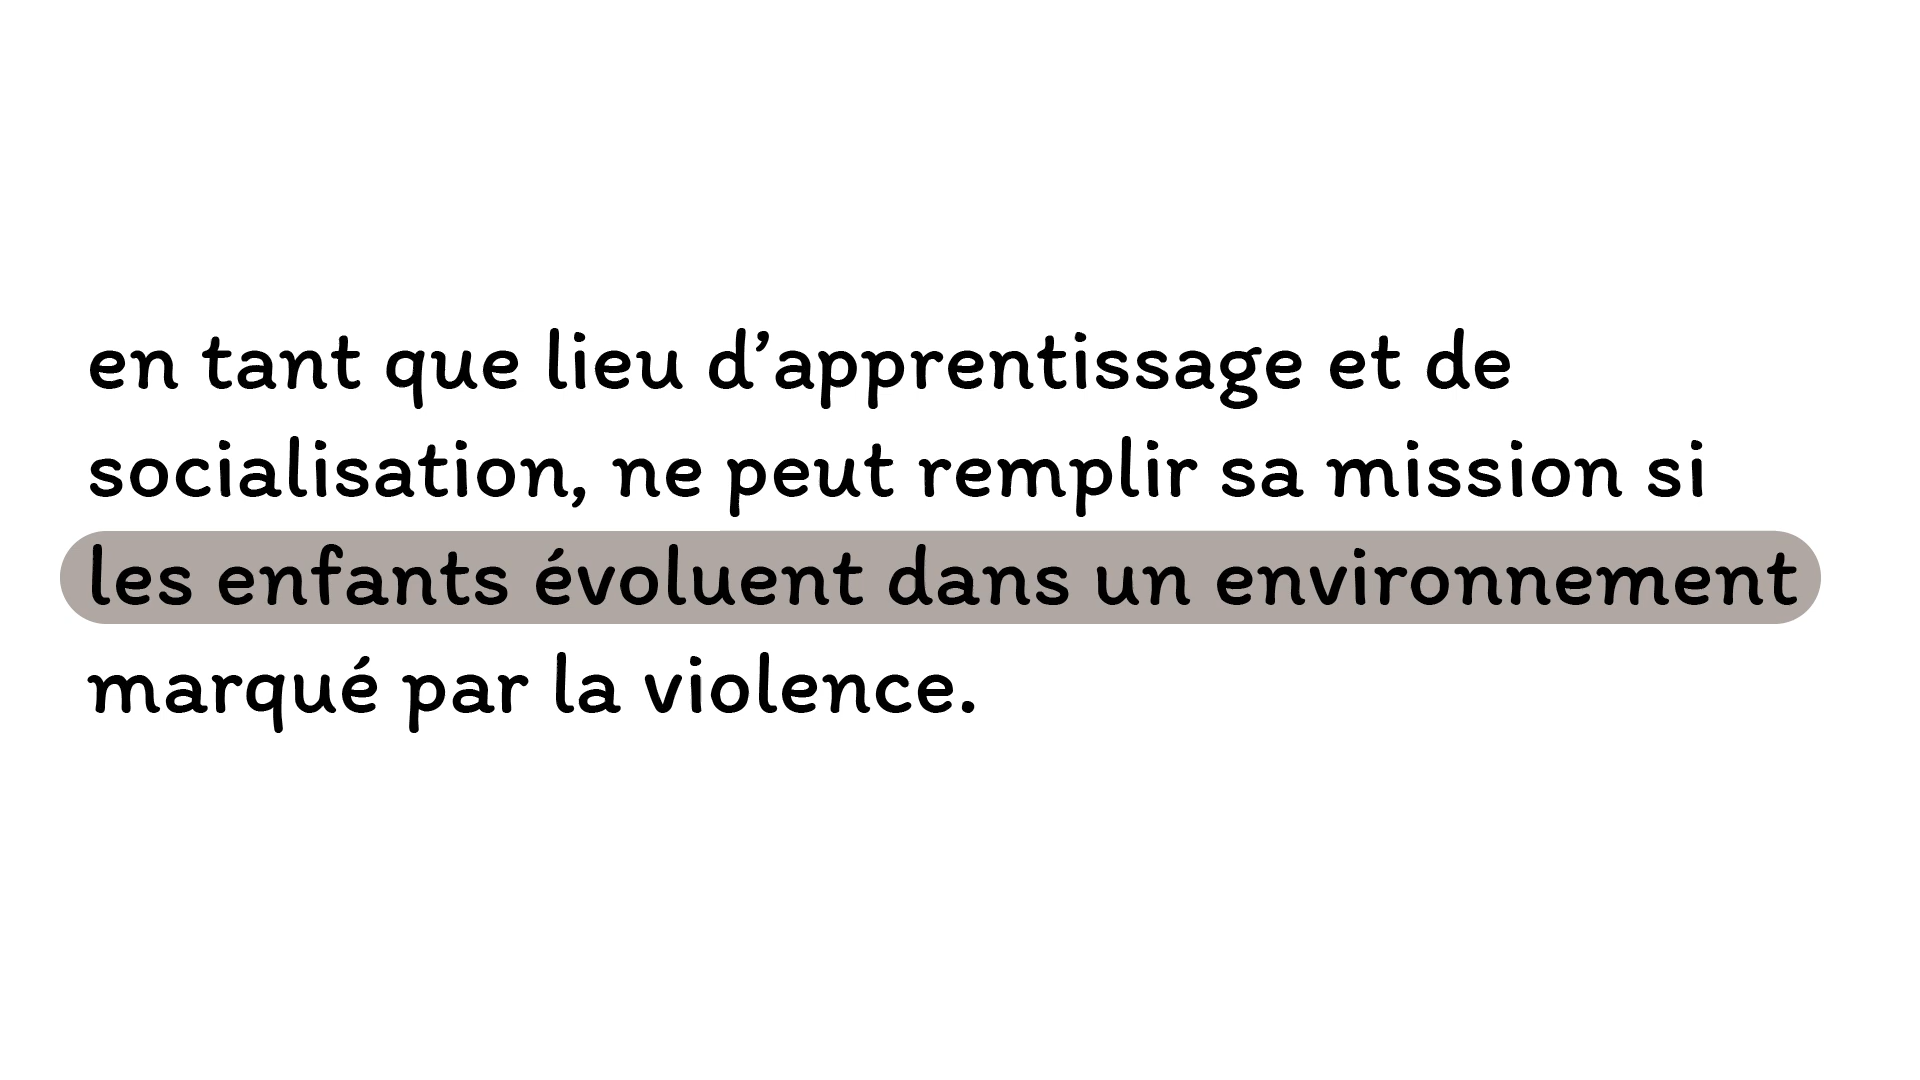 en tant que lieu d’apprentissage et de
socialisation, ne peut remplir sa mission si
les enfants évoluent dans un environnement
marqué par la violence.